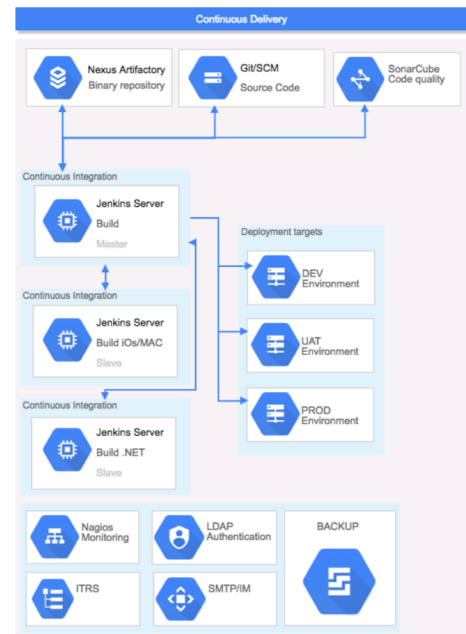 Continuous Delivery
Nexus Artifactory
Binary repository
Git/SCM
Source Code
SonarCube
Code quality
Continuous Integration
Jenkins Server
Build
Master
Deployment targets
DEV
Environment
UAT
Environment
PROD
Environment
Continuous Integration
Jenkins Server
Build iOs/MAC
Slave
Continuous Integration
Jenkins Server
Build .NET
Slave
Nagios
Monitoring
LDAP
Authentication
BACKUP
ITRS
SMTP/IM